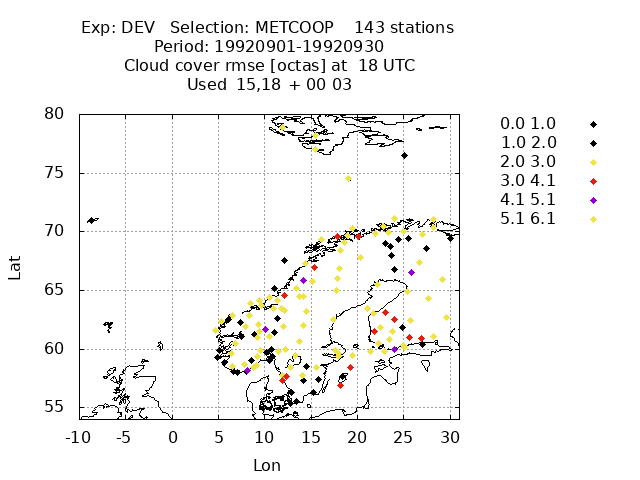 Exp: DEV   Selection: METCOOP    143 stations
Period: 19920901-19920930
Cloud cover rmse [octas] at  18 UTC
Used  15,18 + 00 03
80
75
70
65
60
55
Lat
-10 -5 0 5 10 15 20 25 30
Lon
0.0 1.0
1.0 2.0
2.0 3.0
3.0 4.1
4.1 5.1
5.1 6.1